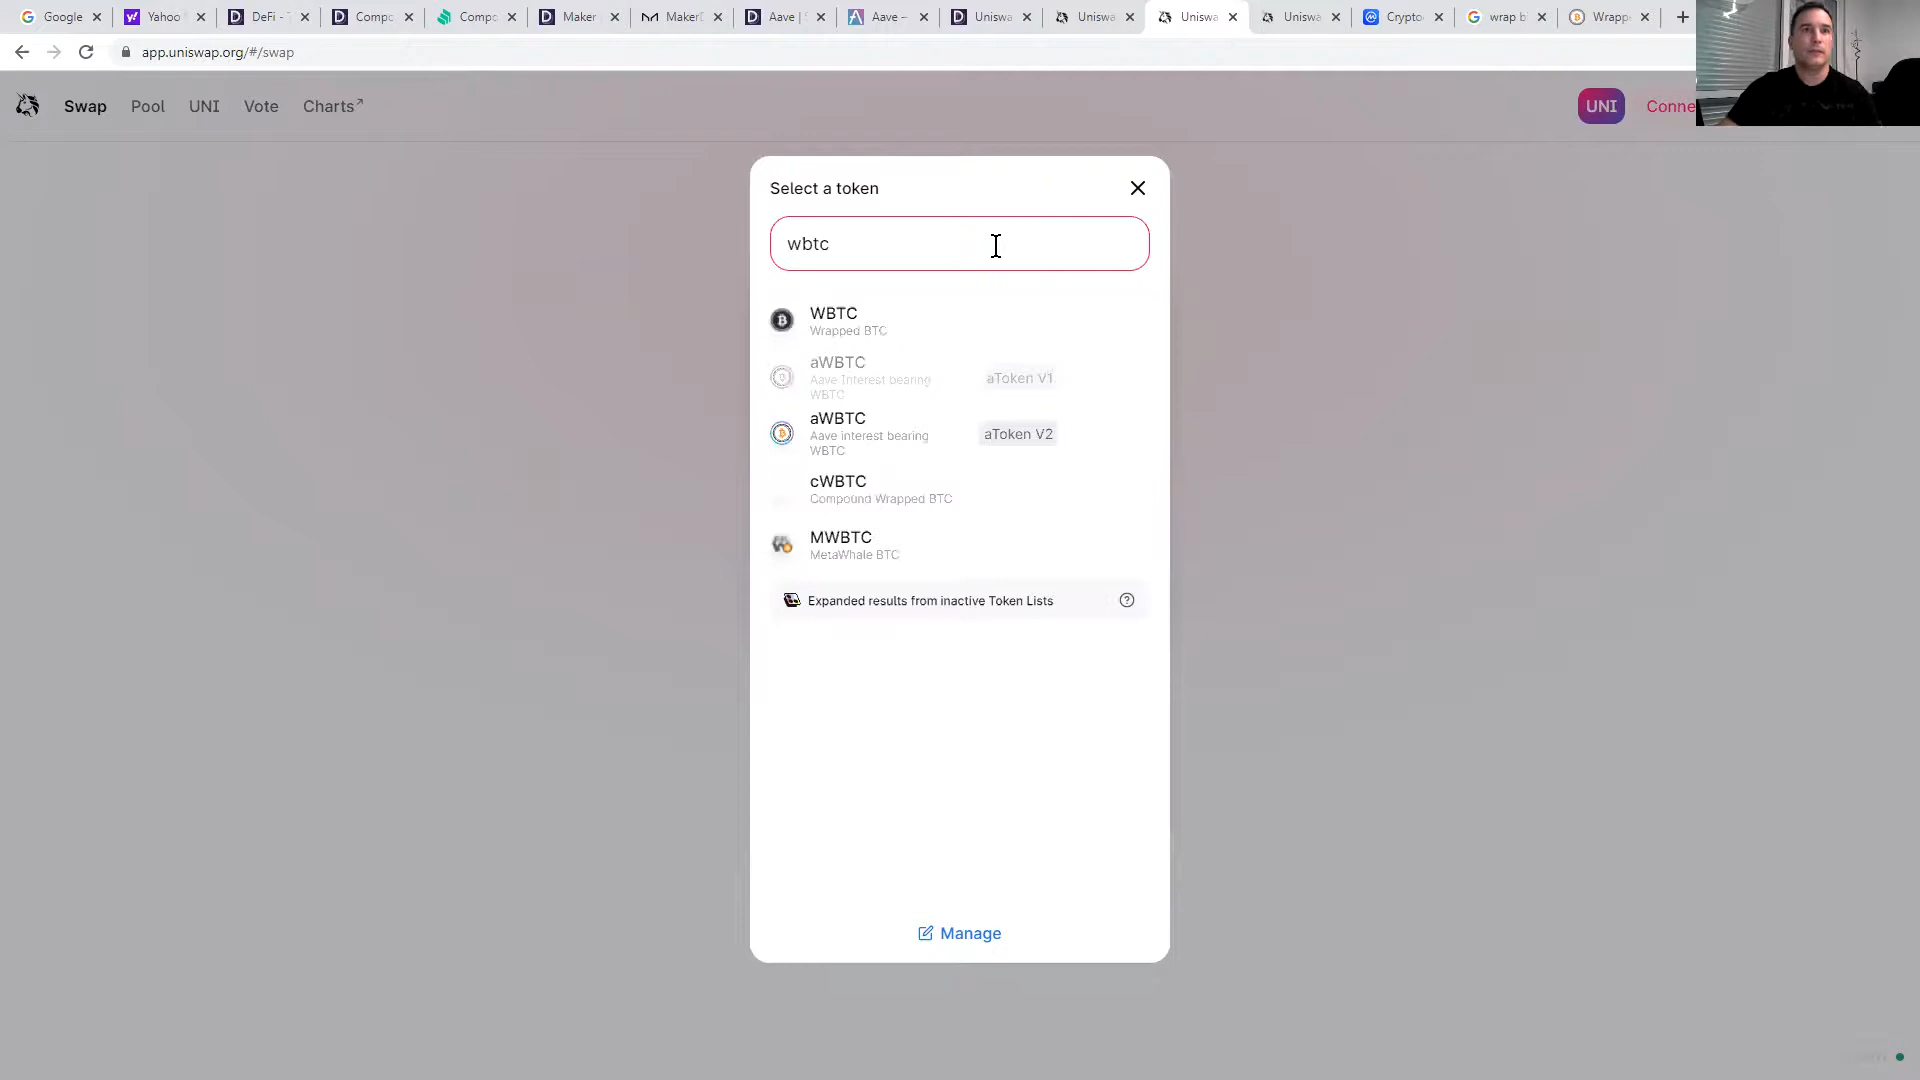 Google
Yahoo
DeFi -
Compo
Compo
Maker
MakerD
Aave |
Aave –
Uniswa
Uniswa
Uniswa
Uniswa
Crypto
wrap b
Wrapp
app.uniswap.org/#/swap
Swap
Pool
UNI
Vote
Charts↗
UNI
Conne
Select a token
wbtc
WBTC
Wrapped BTC
aWBTC
Aave Interest bearing
WBTC
aToken V1
aWBTC
Aave interest bearing
WBTC
aToken V2
cWBTC
Compound Wrapped BTC
MWBTC
MetaWhale BTC
Expanded results from inactive Token Lists
Manage